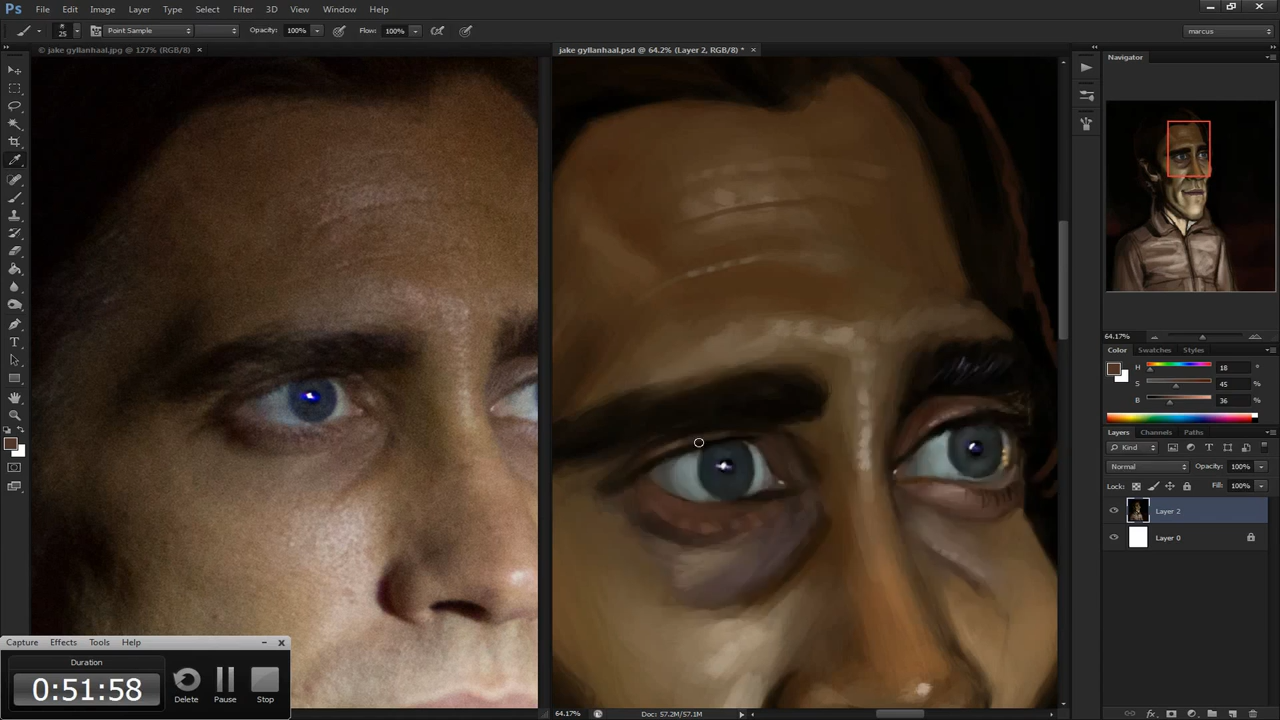 Ps File Edit Image Layer Type Select Filter 3D View Window Help
25 Point Sample Opacity: 100% Flow: 100% marcus
© jake gyllanhaal.jpg @ 127% (RGB/8) ×
jake gyllanhaal.psd @ 64.2% (Layer 2, RGB/8) * ×
Navigator
64.17%
Color Swatches Styles
H 18 °
S 45 %
B 36 %
Layers Channels Paths
Kind
Normal Opacity: 100%
Lock: Fill: 100%
Layer 2
Layer 0
Capture Effects Tools Help
Duration
0:51:58
Delete Pause Stop
64.17% Doc: 57.2M/57.1M